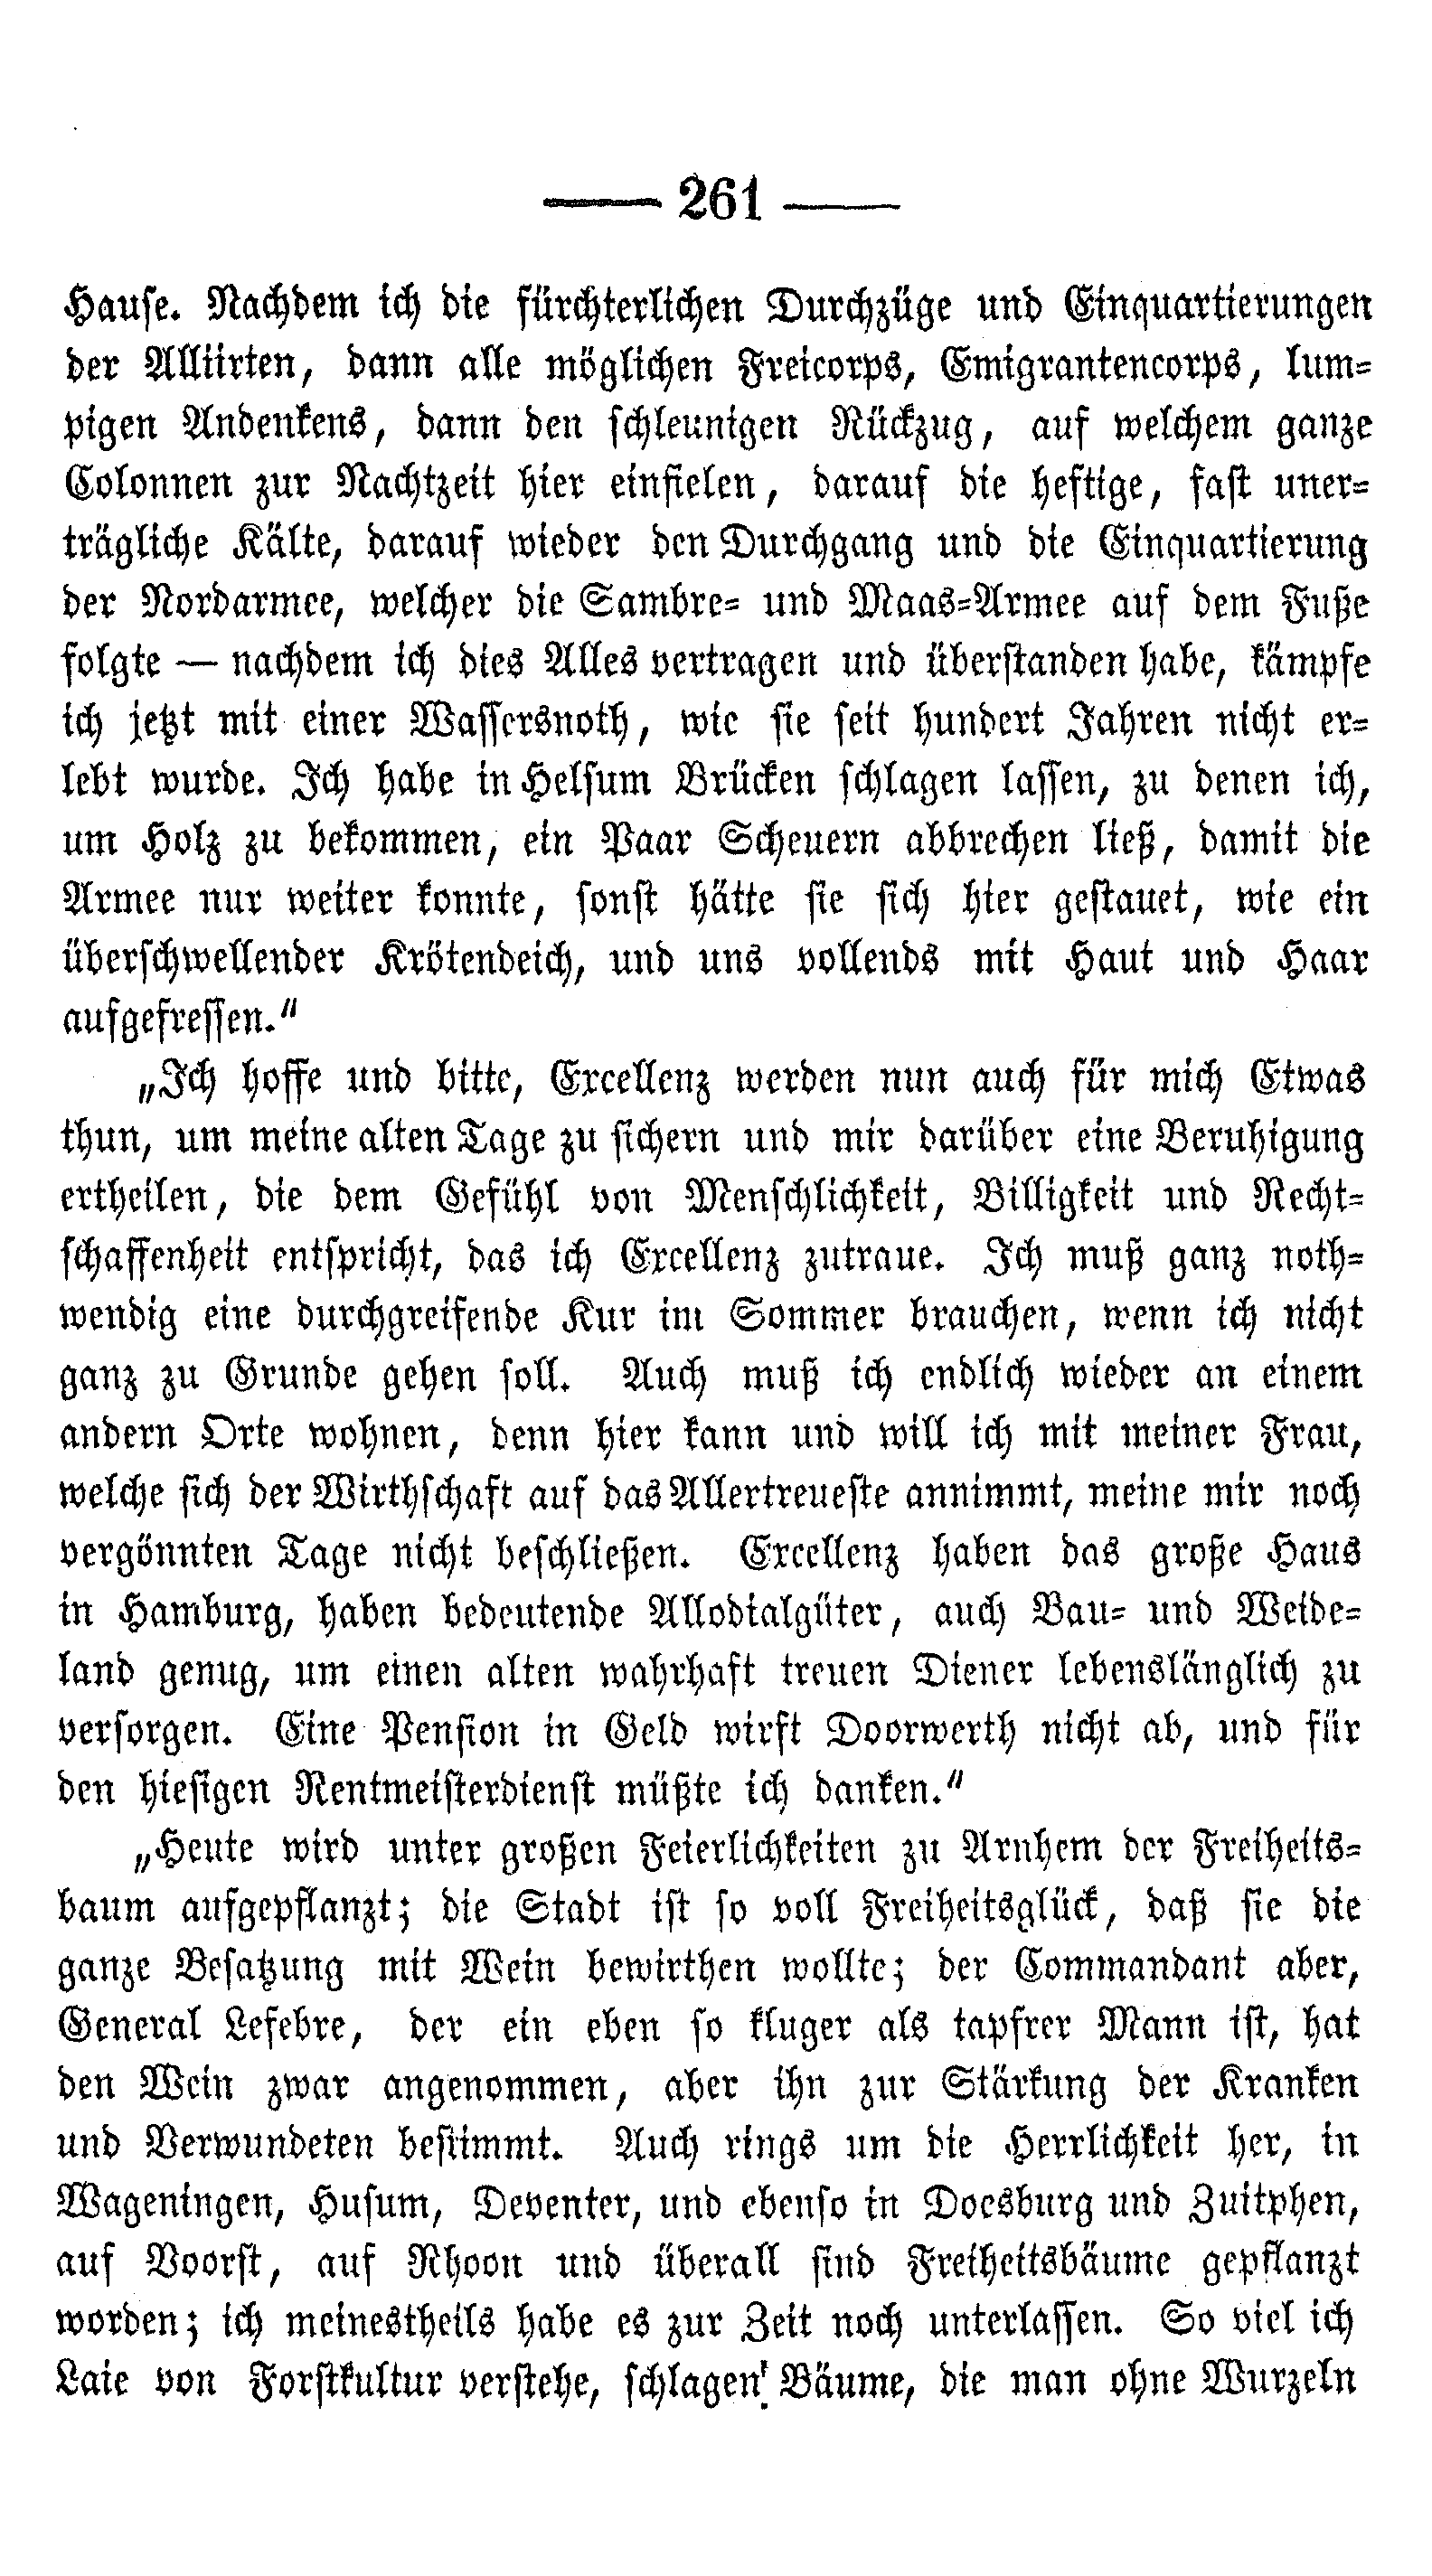 — 261 —
Hause. Nachdem ich die fürchterlichen Durchzüge und Einquartierungen
der Alliirten, dann alle möglichen Freicorps, Emigrantencorps, lum-
pigen Andenkens, dann den schleunigen Rückzug, auf welchem ganze
Colonnen zur Nachtzeit hier einfielen, darauf die heftige, fast uner-
trägliche Kälte, darauf wieder den Durchgang und die Einquartierung
der Nordarmee, welcher die Sambre- und Maas-Armee auf dem Fuße
folgte — nachdem ich dies Alles vertragen und überstanden habe, kämpfe
ich jetzt mit einer Wassersnoth, wie sie seit hundert Jahren nicht er-
lebt wurde. Ich habe in Helsum Brücken schlagen lassen, zu denen ich,
um Holz zu bekommen, ein Paar Scheuern abbrechen ließ, damit die
Armee nur weiter konnte, sonst hätte sie sich hier gestauet, wie ein
überschwellender Krötendeich, und uns vollends mit Haut und Haar
aufgefressen.“
„Ich hoffe und bitte, Excellenz werden nun auch für mich Etwas
thun, um meine alten Tage zu sichern und mir darüber eine Beruhigung
ertheilen, die dem Gefühl von Menschlichkeit, Billigkeit und Recht-
schaffenheit entspricht, das ich Excellenz zutraue. Ich muß ganz noth-
wendig eine durchgreifende Kur im Sommer brauchen, wenn ich nicht
ganz zu Grunde gehen soll. Auch muß ich endlich wieder an einem
andern Orte wohnen, denn hier kann und will ich mit meiner Frau,
welche sich der Wirthschaft auf das Allertreueste annimmt, meine mir noch
vergönnten Tage nicht beschließen. Excellenz haben das große Haus
in Hamburg, haben bedeutende Allodialgüter, auch Bau- und Weide-
land genug, um einen alten wahrhaft treuen Diener lebenslänglich zu
versorgen. Eine Pension in Geld wirft Doorwerth nicht ab, und für
den hiesigen Rentmeisterdienst müßte ich danken.“
„Heute wird unter großen Feierlichkeiten zu Arnhem der Freiheits-
baum aufgepflanzt; die Stadt ist so voll Freiheitsglück, daß sie die
ganze Besatzung mit Wein bewirthen wollte; der Commandant aber,
General Lefebre, der ein eben so kluger als tapfrer Mann ist, hat
den Wein zwar angenommen, aber ihn zur Stärkung der Kranken
und Verwundeten bestimmt. Auch rings um die Herrlichkeit her, in
Wageningen, Husum, Deventer, und ebenso in Doesburg und Zuitphen,
auf Voorst, auf Rhoon und überall sind Freiheitsbäume gepflanzt
worden; ich meinestheils habe es zur Zeit noch unterlassen. So viel ich
Laie von Forstkultur verstehe, schlagen Bäume, die man ohne Wurzeln